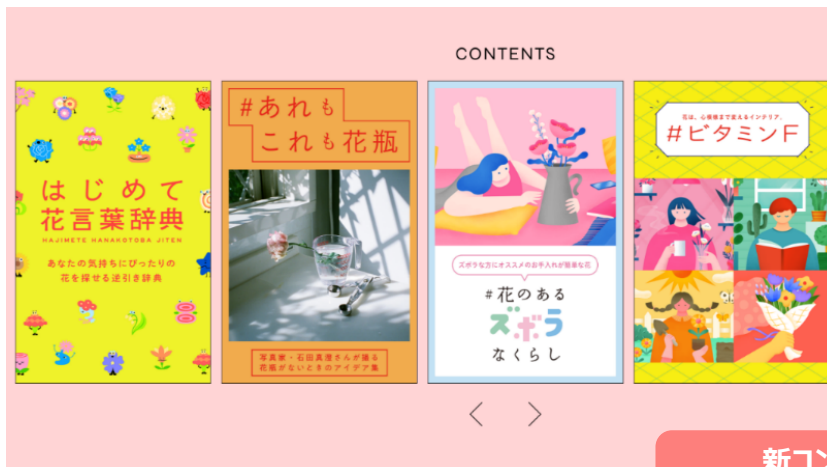 CONTENTS
はじめて
花言葉辞典
HAJIMETE HANAKOTOBA JITEN
あなたの気持ちにぴったりの
花を探せる逆引き辞典
#あれも
これも花瓶
写真家・石田真澄さんが撮る
花瓶がないときのアイデア集
ズボラな方にオススメのお手入れが簡単な花
#花のある
ズボラ
なくらし
花は、心模様まで変えるインテリア。
#ビタミンF
新コン